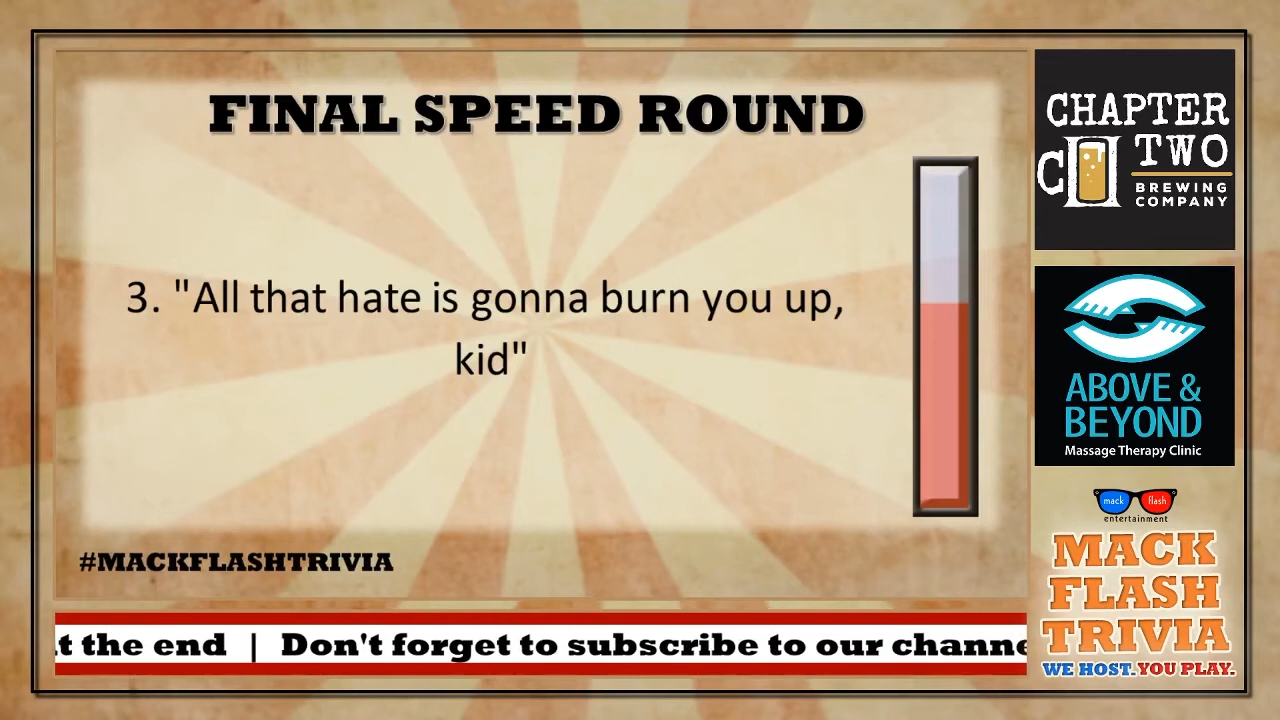 FINAL SPEED ROUND
3. "All that hate is gonna burn you up,
kid"
#MACKFLASHTRIVIA
t the end | Don't forget to subscribe to our channe
CHAPTER
TWO
BREWING
COMPANY
ABOVE &
BEYOND
Massage Therapy Clinic
mack flash
entertainment
MACK
FLASH
TRIVIA
WE HOST. YOU PLAY.